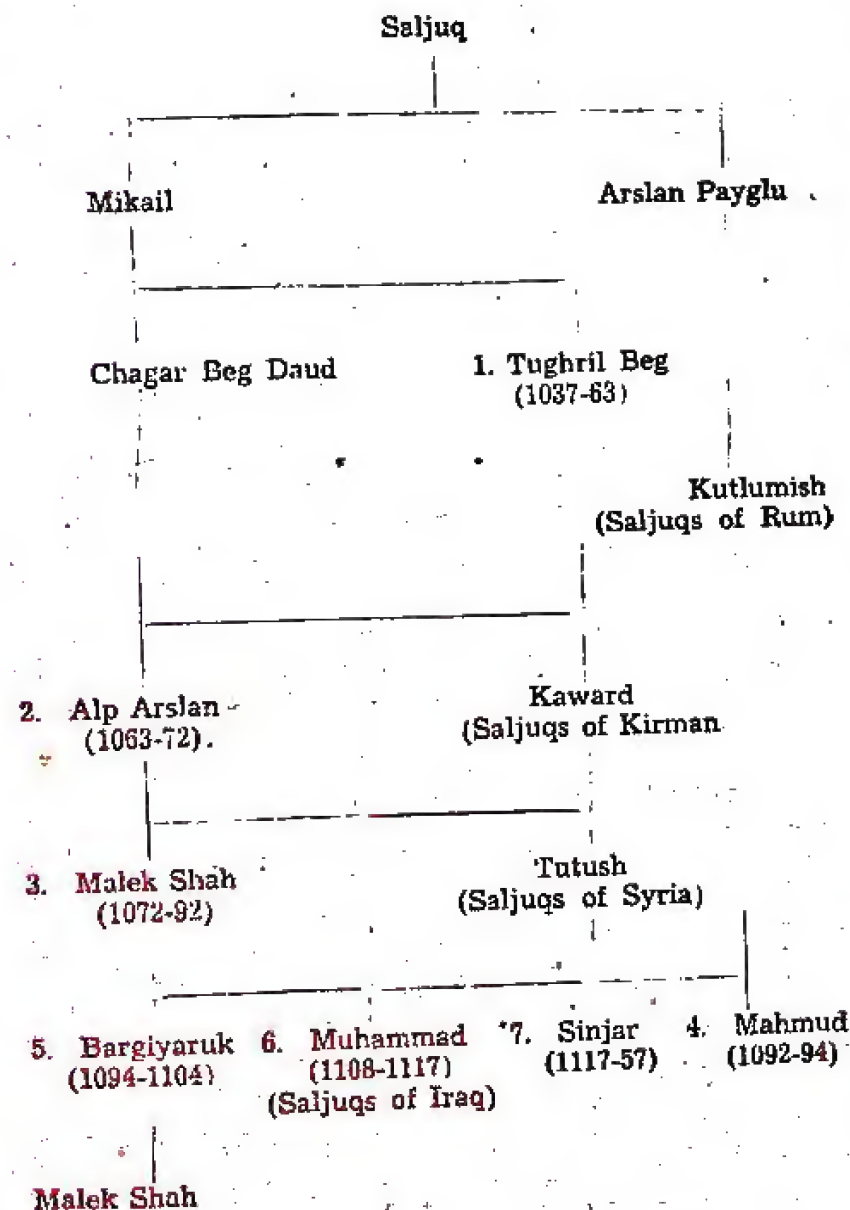 Saljuq
Mikail
Arslan Payglu
Chagar Beg Daud
1. Tughril Beg
(1037-63)
Kutlumish
(Saljuqs of Rum)
2. Alp Arslan
(1063-72).
Kaward
(Saljuqs of Kirman
3. Malek Shah
(1072-92)
Tutush
(Saljuqs of Syria)
5. Bargiyaruk
(1094-1104)
6. Muhammad
(1108-1117)
(Saljuqs of Iraq)
7. Sinjar
(1117-57)
4. Mahmud
(1092-94)
Malek Shah